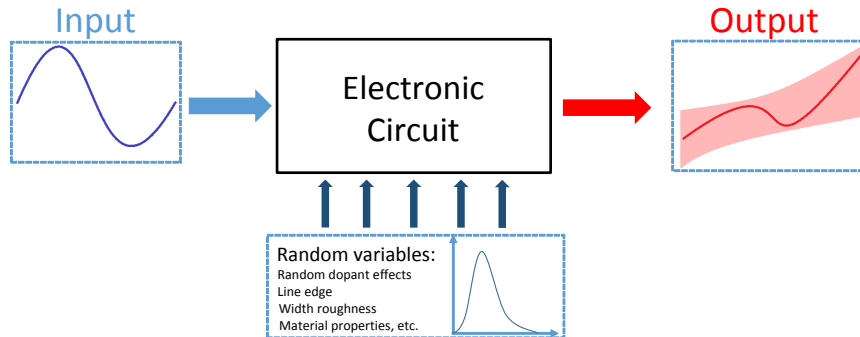 Input
Output
Electronic
Circuit
Random variables:
Random dopant effects
Line edge
Width roughness
Material properties, etc.